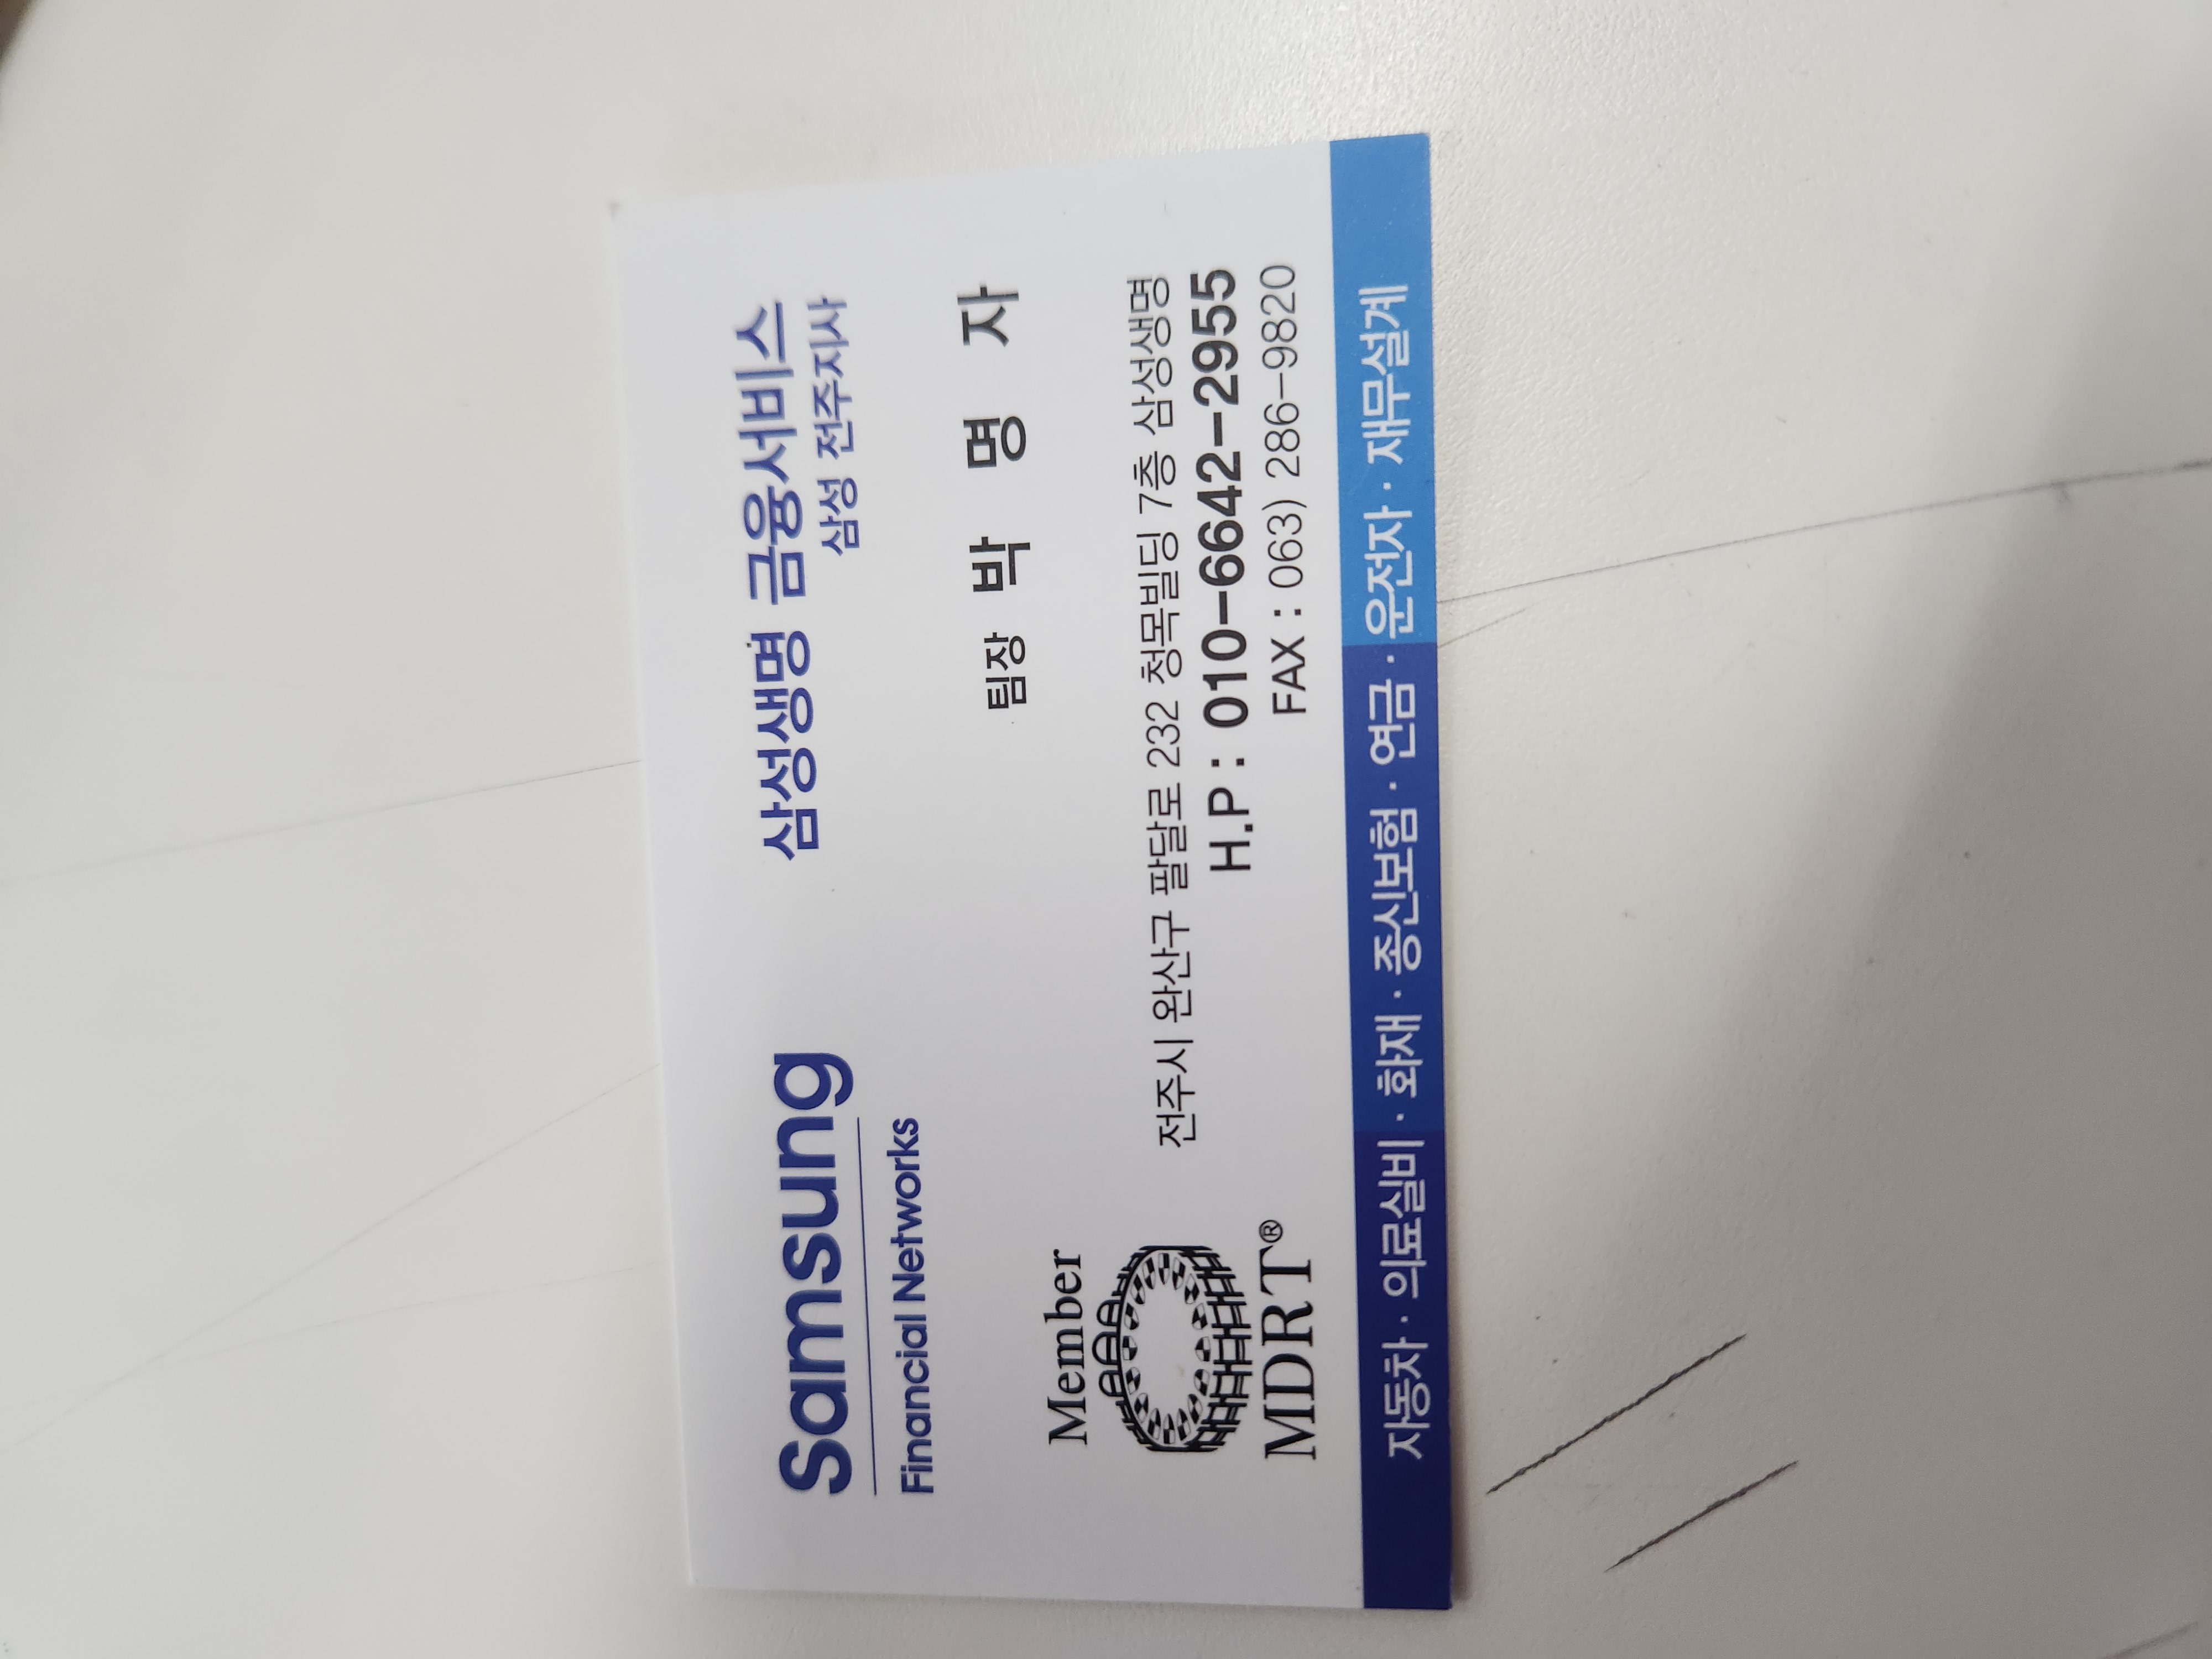 Samsung
Financial Networks
삼성생명 금융서비스
삼성 전주지사
팀장 박 명 자
Member
MDRT®
전주시 완산구 팔달로 232 청목빌딩 7층 삼성생명
H.P : 010-6642-2955
FAX : 063) 286-9820
자동차 · 의료실비 · 화재 · 종신보험 · 연금 · 운전자 · 재무설계